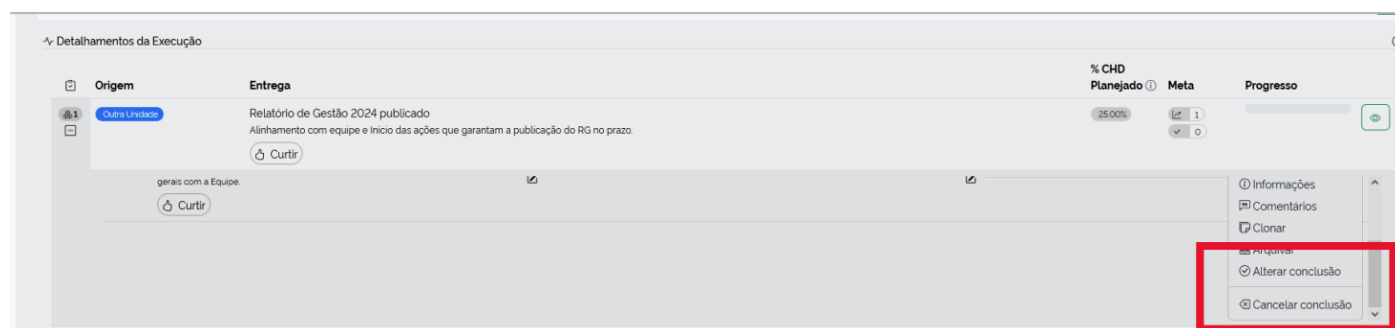 Detalhamentos da Execução
% CHD
Origem Entrega Planejado Meta Progresso
1 Outra Unidade Relatório de Gestão 2024 publicado 25.00% 1
Alinhamento com equipe e Inicio das ações que garantam a publicação do RG no prazo.
0
Curtir
gerais com a Equipe.
Curtir
Informações
Comentários
Clonar
Arquivar
Alterar conclusão
Cancelar conclusão